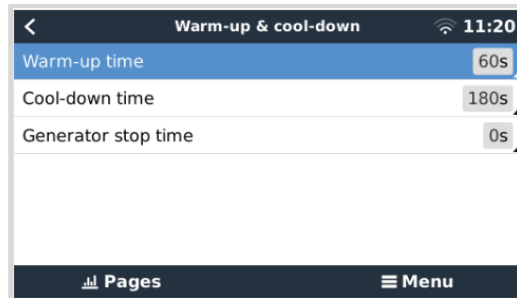 Warm-up & cool-down 11:20
Warm-up time 60s
Cool-down time 180s
Generator stop time 0s
Pages Menu